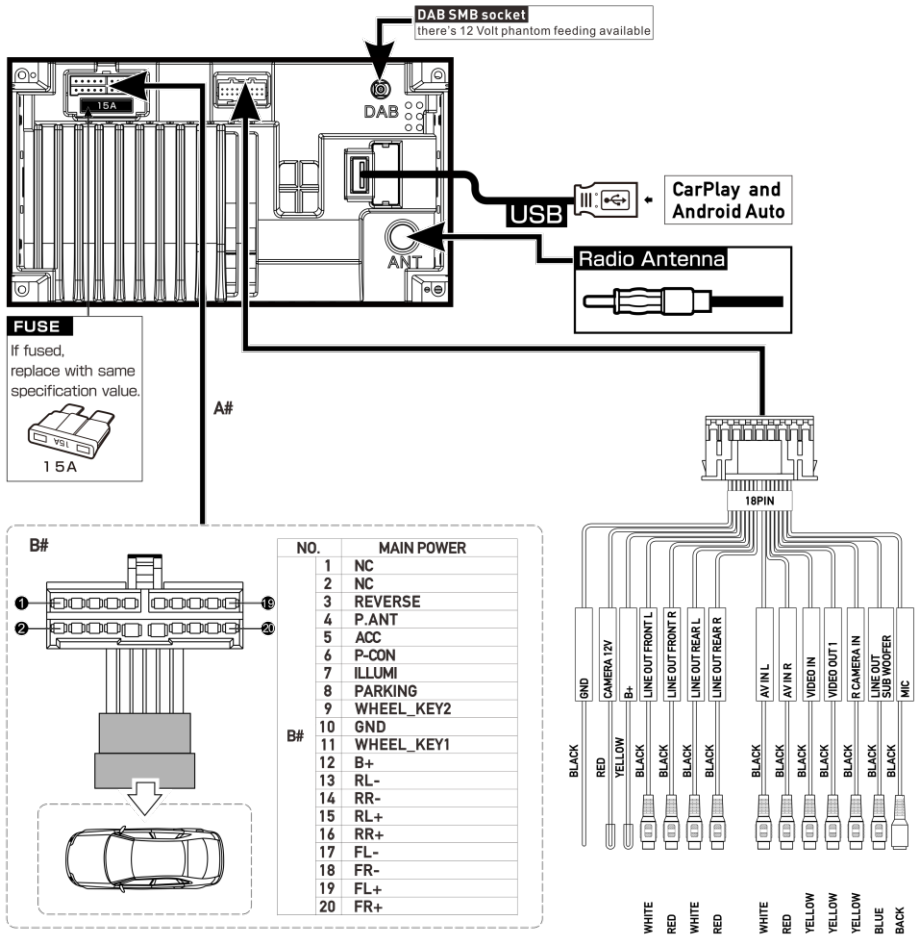 DAB SMB socket
there's 12 Volt phantom feeding available
15A
DAB
CarPlay and
Android Auto
USB
ANT
Radio Antenna
FUSE
If fused,
replace with same
specification value.
15A
15A
A#
18PIN
B#
1
19
2
20
NO. MAIN POWER
B#
1 NC
2 NC
3 REVERSE
4 P.ANT
5 ACC
6 P-CON
7 ILLUMI
8 PARKING
9 WHEEL_KEY2
10 GND
11 WHEEL_KEY1
12 B+
13 RL-
14 RR-
15 RL+
16 RR+
17 FL-
18 FR-
19 FL+
20 FR+
GND
CAMERA 12V
B+
LINE OUT FRONT L
LINE OUT FRONT R
LINE OUT REAR L
LINE OUT REAR R
AV IN L
AV IN R
VIDEO IN
VIDEO OUT 1
R CAMERA IN
LINE OUT
SUB WOOFER
MIC
BLACK
RED
YELLOW
BLACK
BLACK
BLACK
BLACK
BLACK
BLACK
BLACK
BLACK
BLACK
BLACK
BLACK
WHITE
RED
WHITE
RED
WHITE
RED
YELLOW
YELLOW
YELLOW
BLUE
BACK